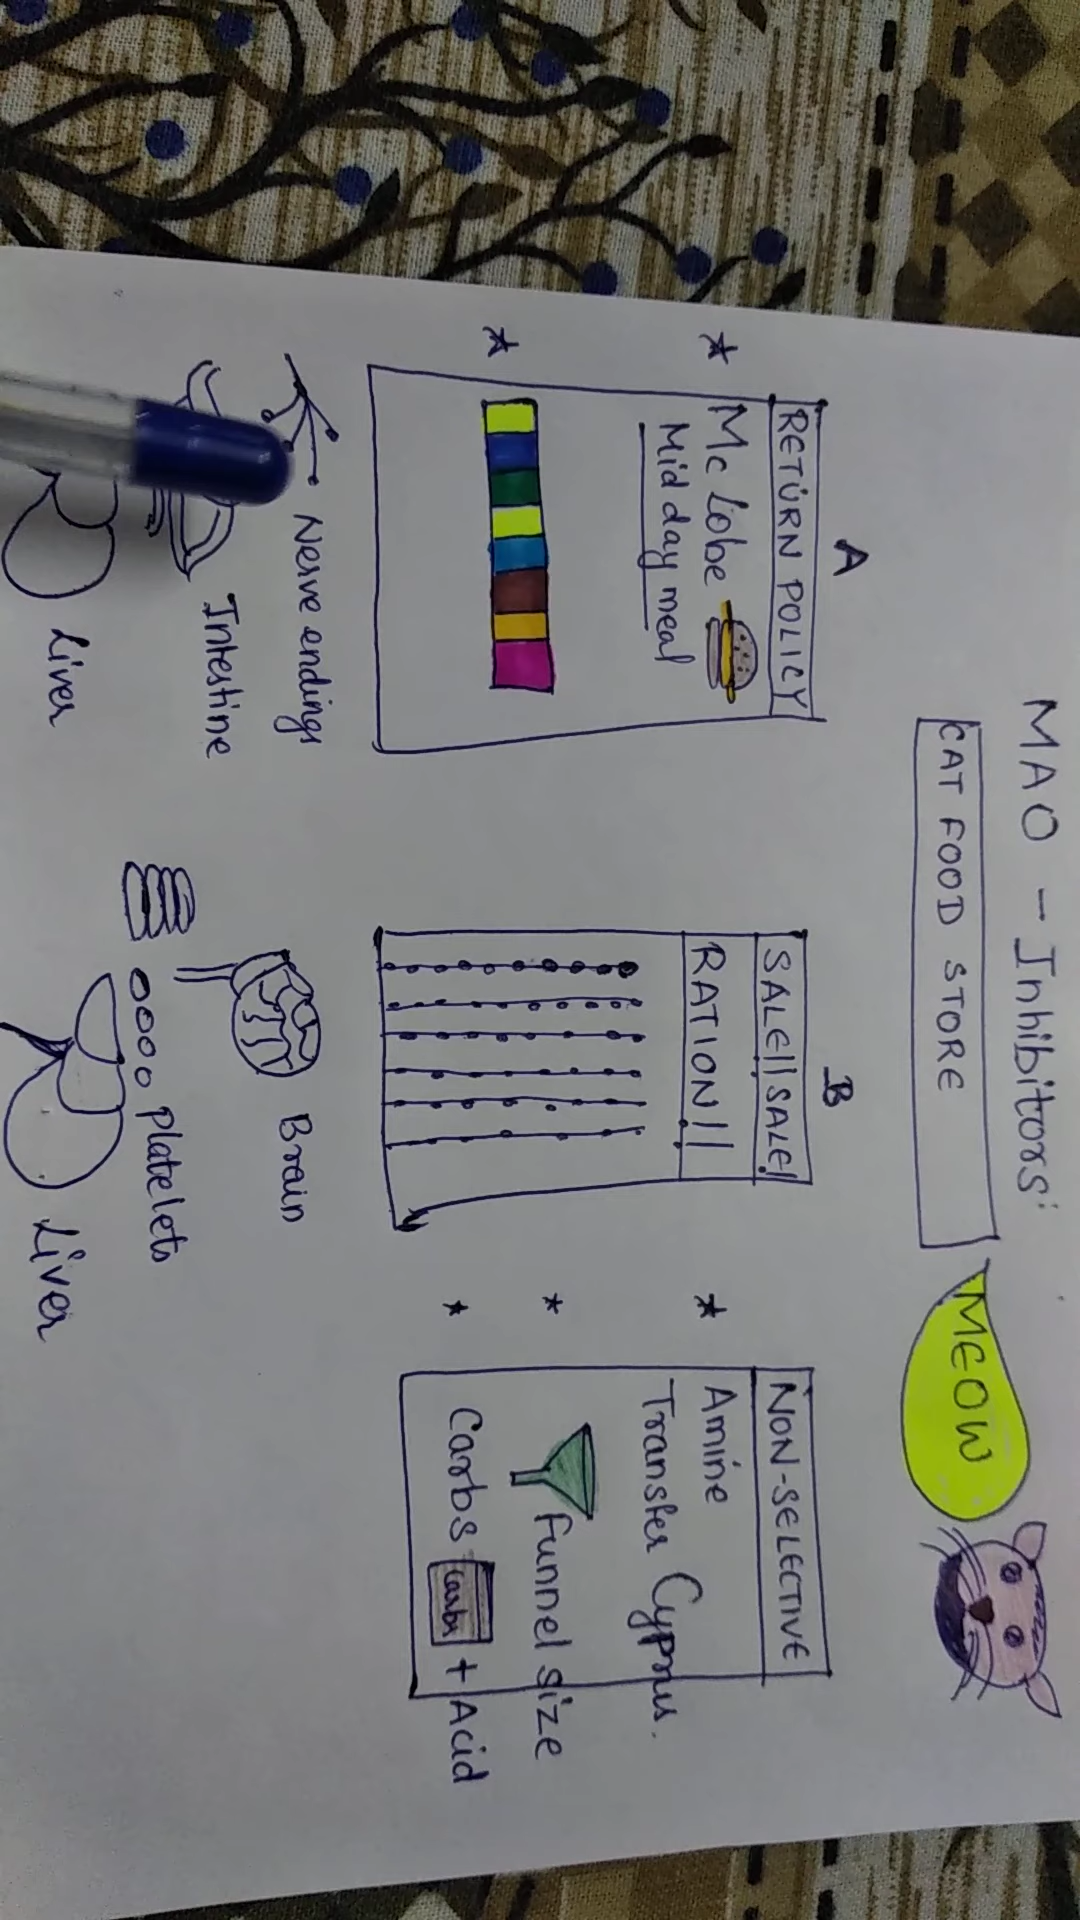 MAO - Inhibitors:
CAT FOOD STORE
MEOW
A
RETURN POLICY
Mc Lobe
Mid day meal
Nerve endings
Intestine
Liver
B
SALE!! SALE!
RATION!!
Brain
Platelets
Liver
NON-SELECTIVE
Amine
Transfer Cyprus.
Funnel size
Carbs carbs + Acid